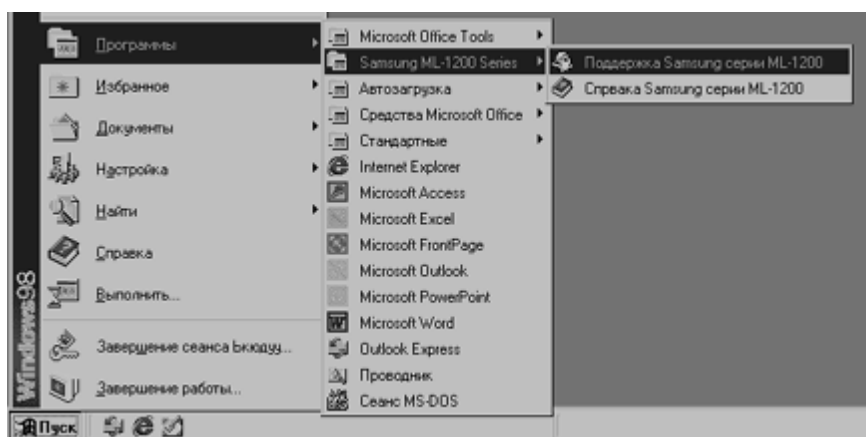 Программы
Избранное
Документы
Настройка
Найти
Справка
Выполнить...
Завершение сеанса bкюдуу...
Завершение работы...
Windows98
Пуск
Microsoft Office Tools
Samsung ML-1200 Series
Автозагрузка
Средства Microsoft Office
Стандартные
Internet Explorer
Microsoft Access
Microsoft Excel
Microsoft FrontPage
Microsoft Outlook
Microsoft PowerPoint
Microsoft Word
Outlook Express
Проводник
Сеанс MS-DOS
Поддержка Samsung серии ML-1200
Спрвака Samsung серии ML-1200